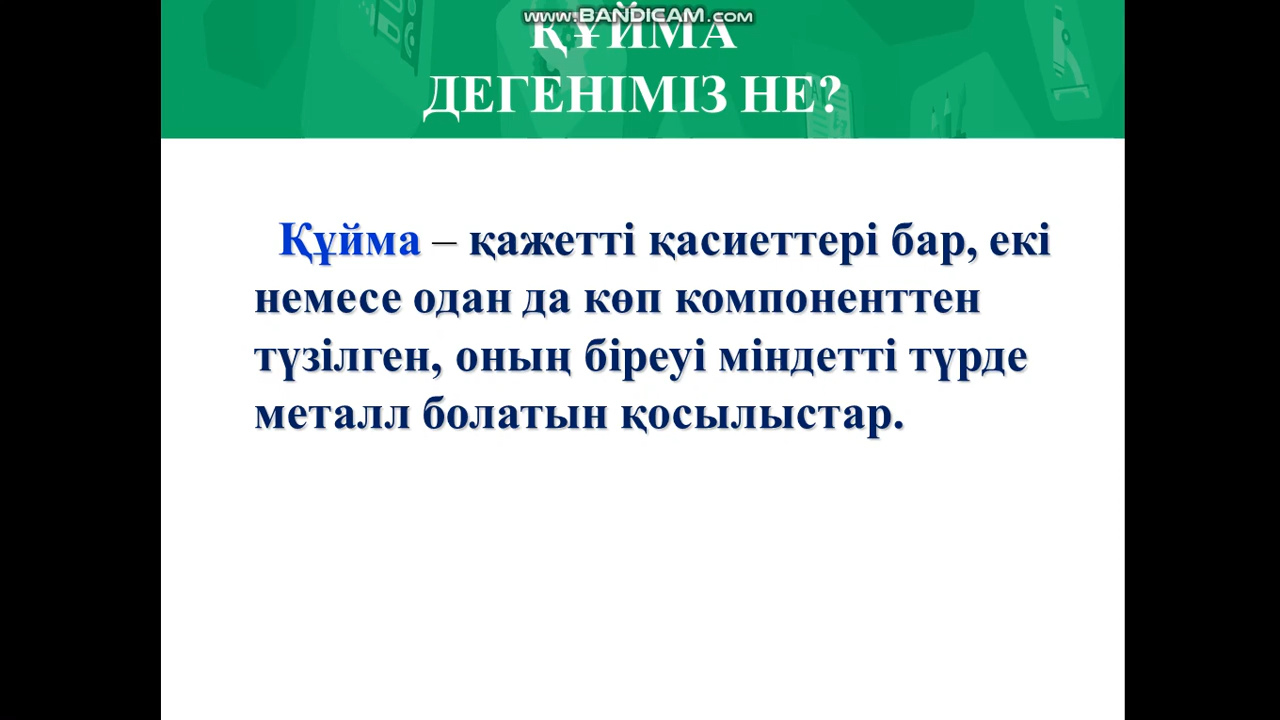 www.BANDICAM.com
ҚҰЙМА
ДЕГЕНІМІЗ НЕ?
Құйма – қажетті қасиеттері бар, екі
немесе одан да көп компоненттен
түзілген, оның біреуі міндетті түрде
металл болатын қосылыстар.